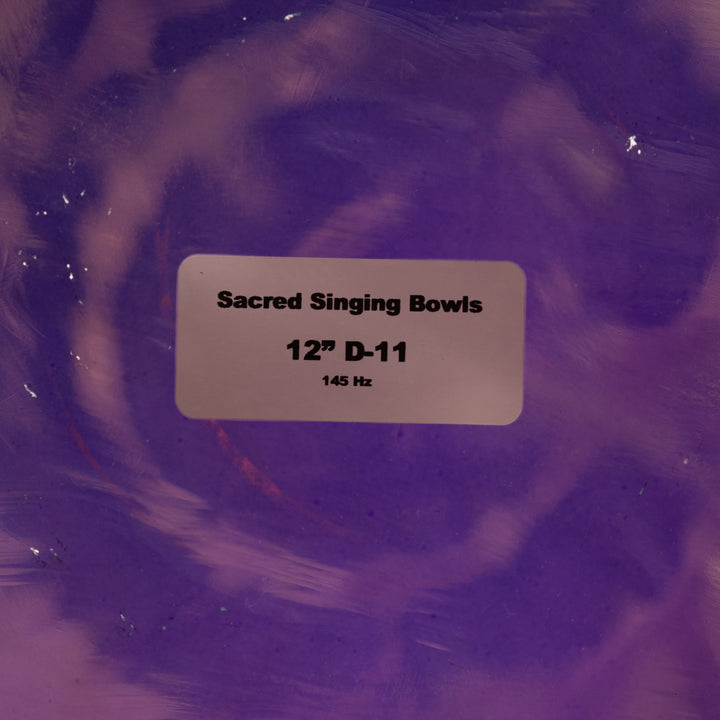 Sacred Singing Bowls
12” D-11
145 Hz